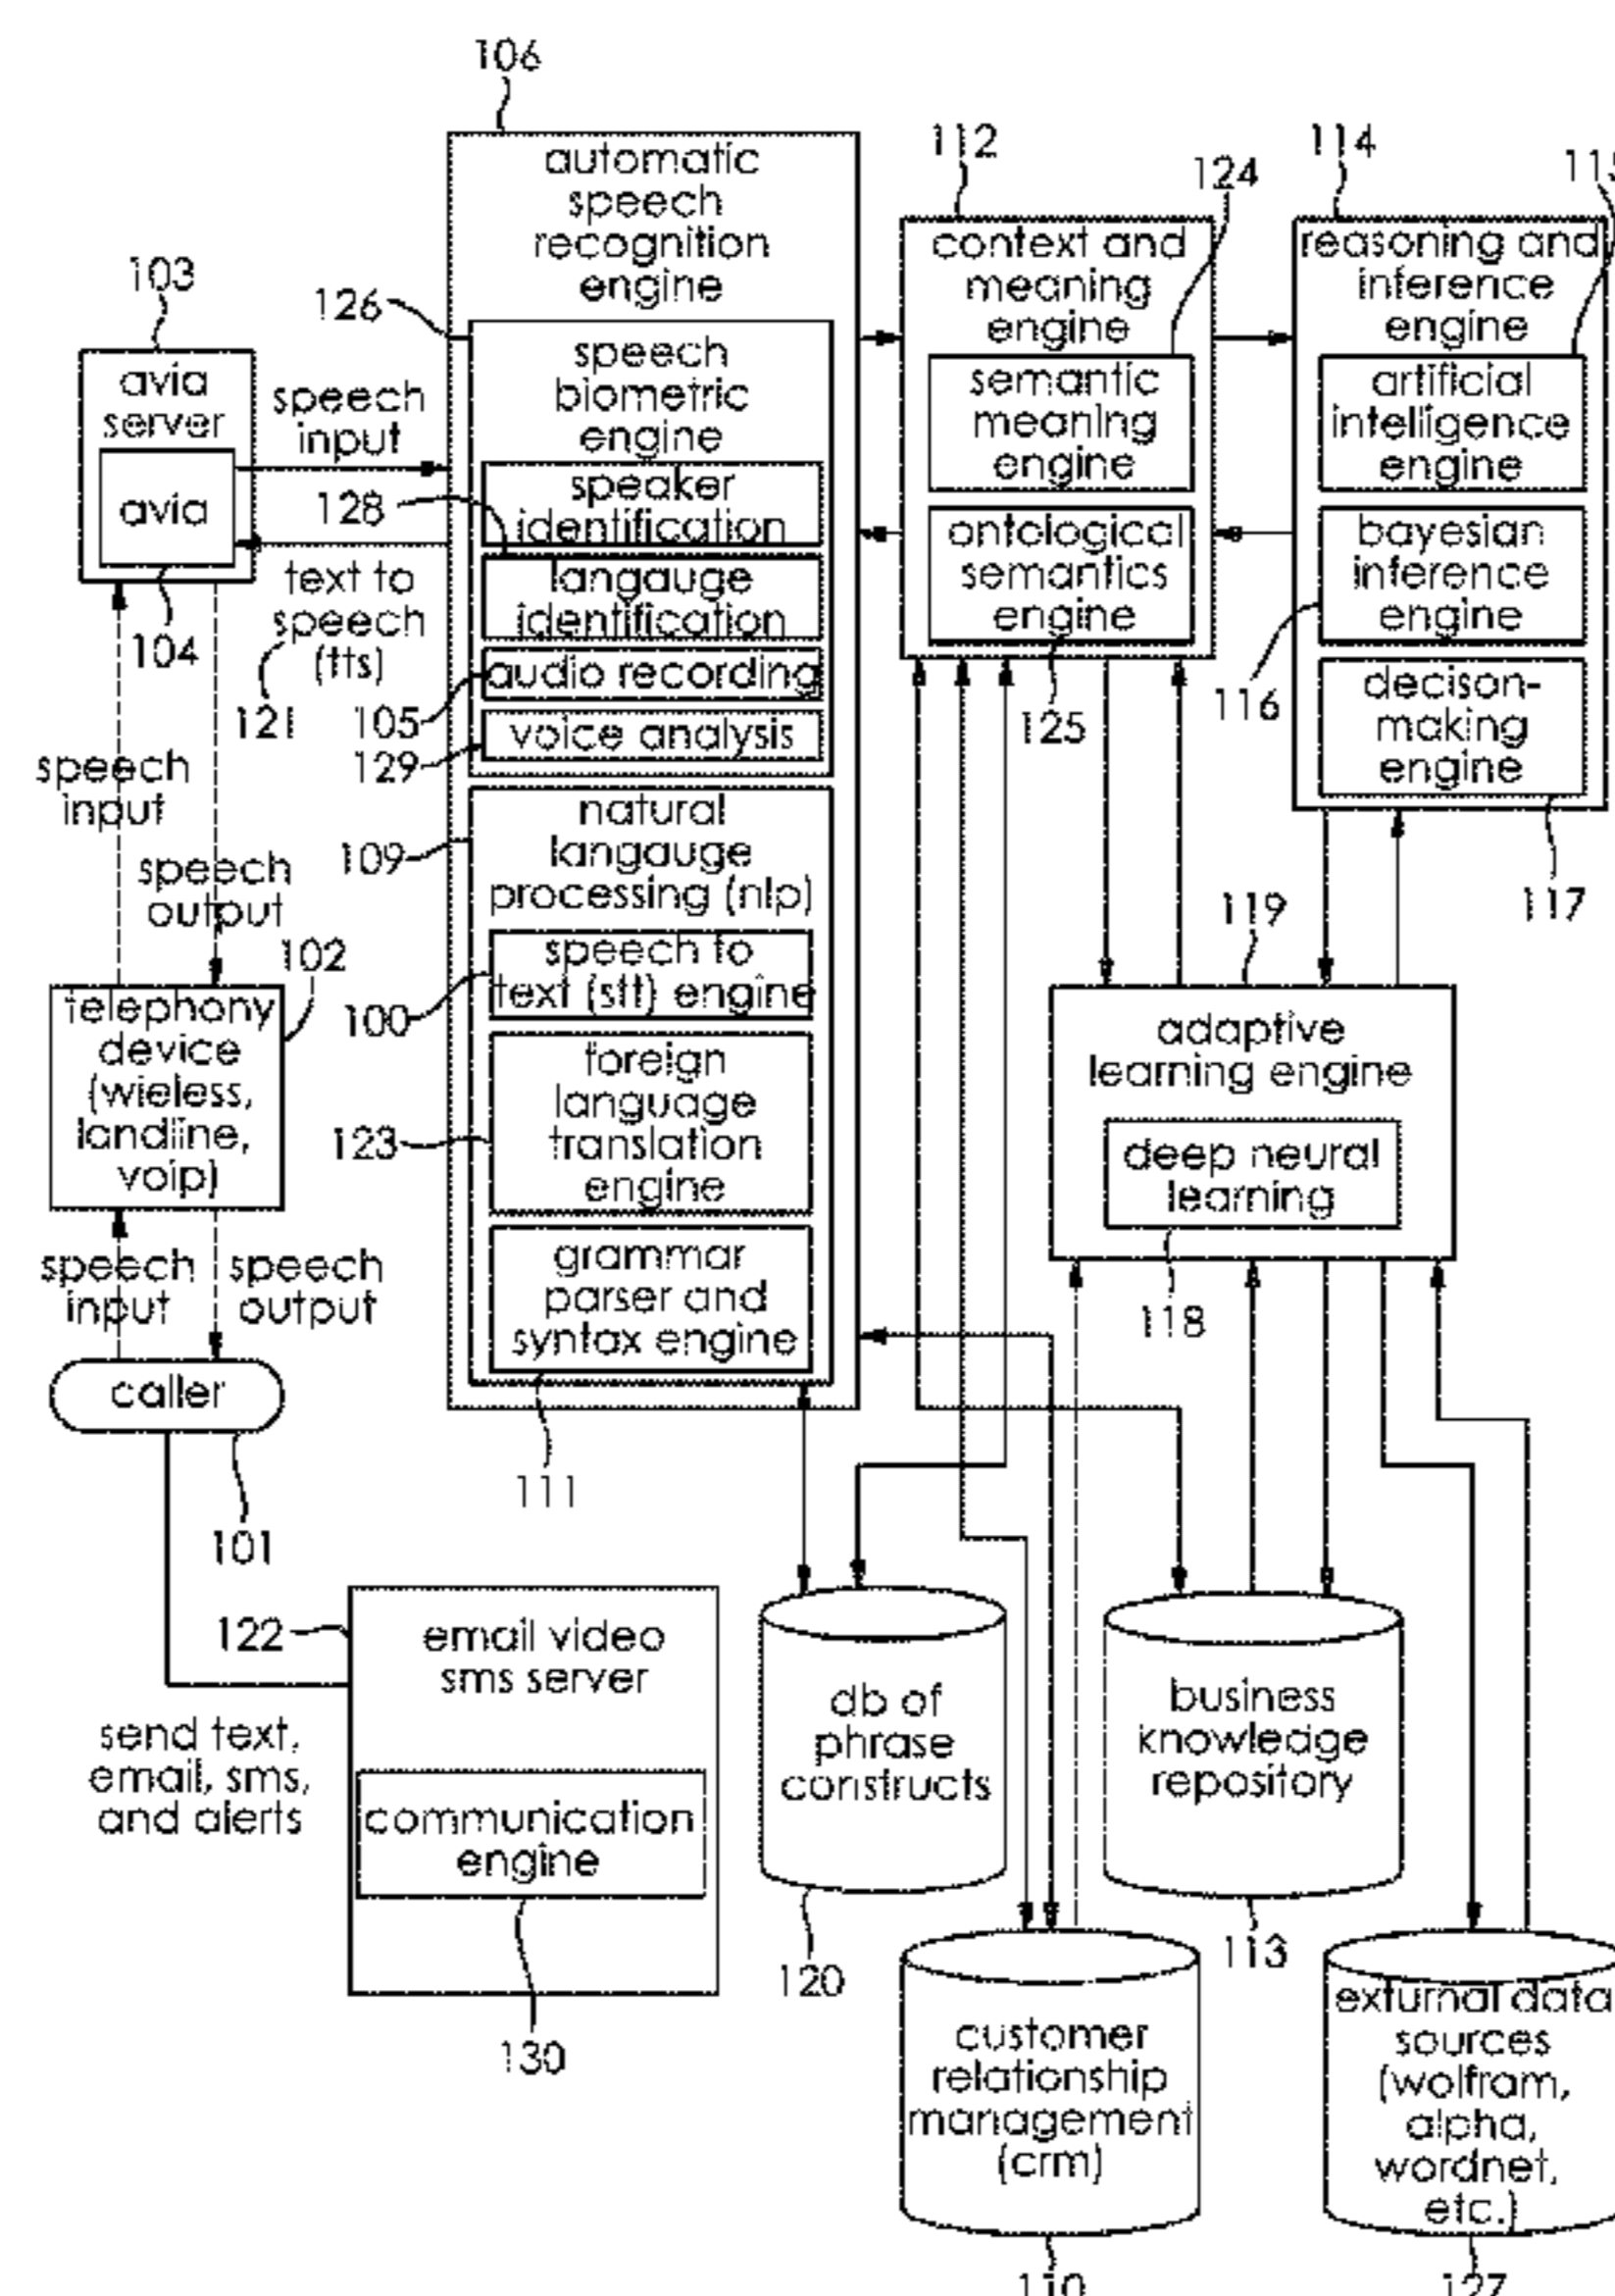 106
automatic
speech
recognition
engine
126
speech
biometric
engine
speaker
identification
128
langauge
identification
audio recording
105
voice analysis
129
natural
langauge
processing (nlp)
109
speech to
text (stt) engine
100
foreign
language
translation
engine
123
grammar
parser and
syntax engine
111
103
avia
server
avia
104
speech
input
text to
speech
(tts)
121
speech
input
speech
output
102
telephony
device
(wieless,
landline,
voip)
speech
input
speech
output
caller
101
122
email video
sms server
communication
engine
130
send text,
email, sms,
and alerts
112
context and
meaning
engine
124
semantic
meaning
engine
ontological
semantics
engine
125
114
115
reasoning and
inference
engine
artificial
intelligence
engine
bayesian
inference
engine
116
decison-
making
engine
117
119
adaptive
learning engine
deep neural
learning
118
db of
phrase
constructs
120
business
knowledge
repository
113
customer
relationship
management
(crm)
110
exturnal data
sources
(wolfram,
alpha,
wordnet,
etc.)
127